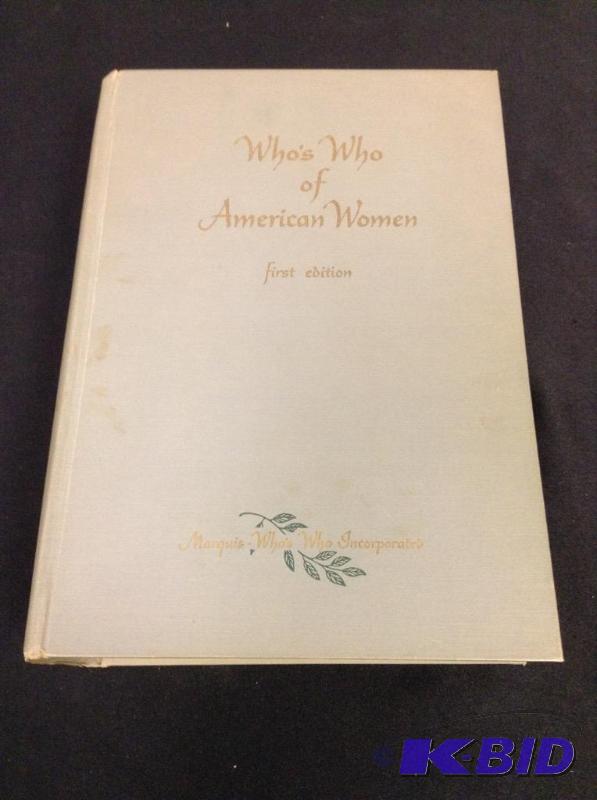 Who's Who
of
American Women
first edition
Marquis - Who's Who Incorporated
K-BID